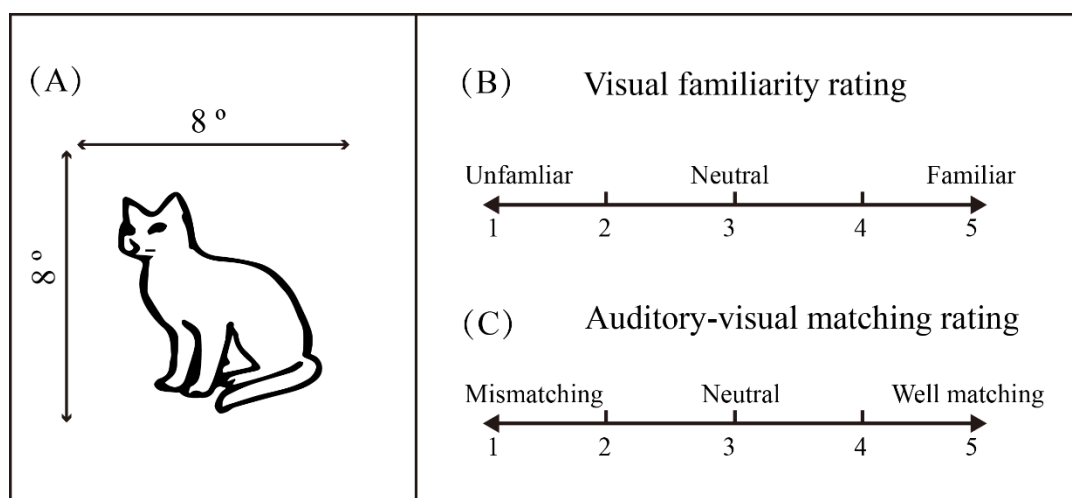 (A)
8 º
8 º
(B) Visual familiarity rating
Unfamliar Neutral Familiar
1 2 3 4 5
(C) Auditory-visual matching rating
Mismatching Neutral Well matching
1 2 3 4 5